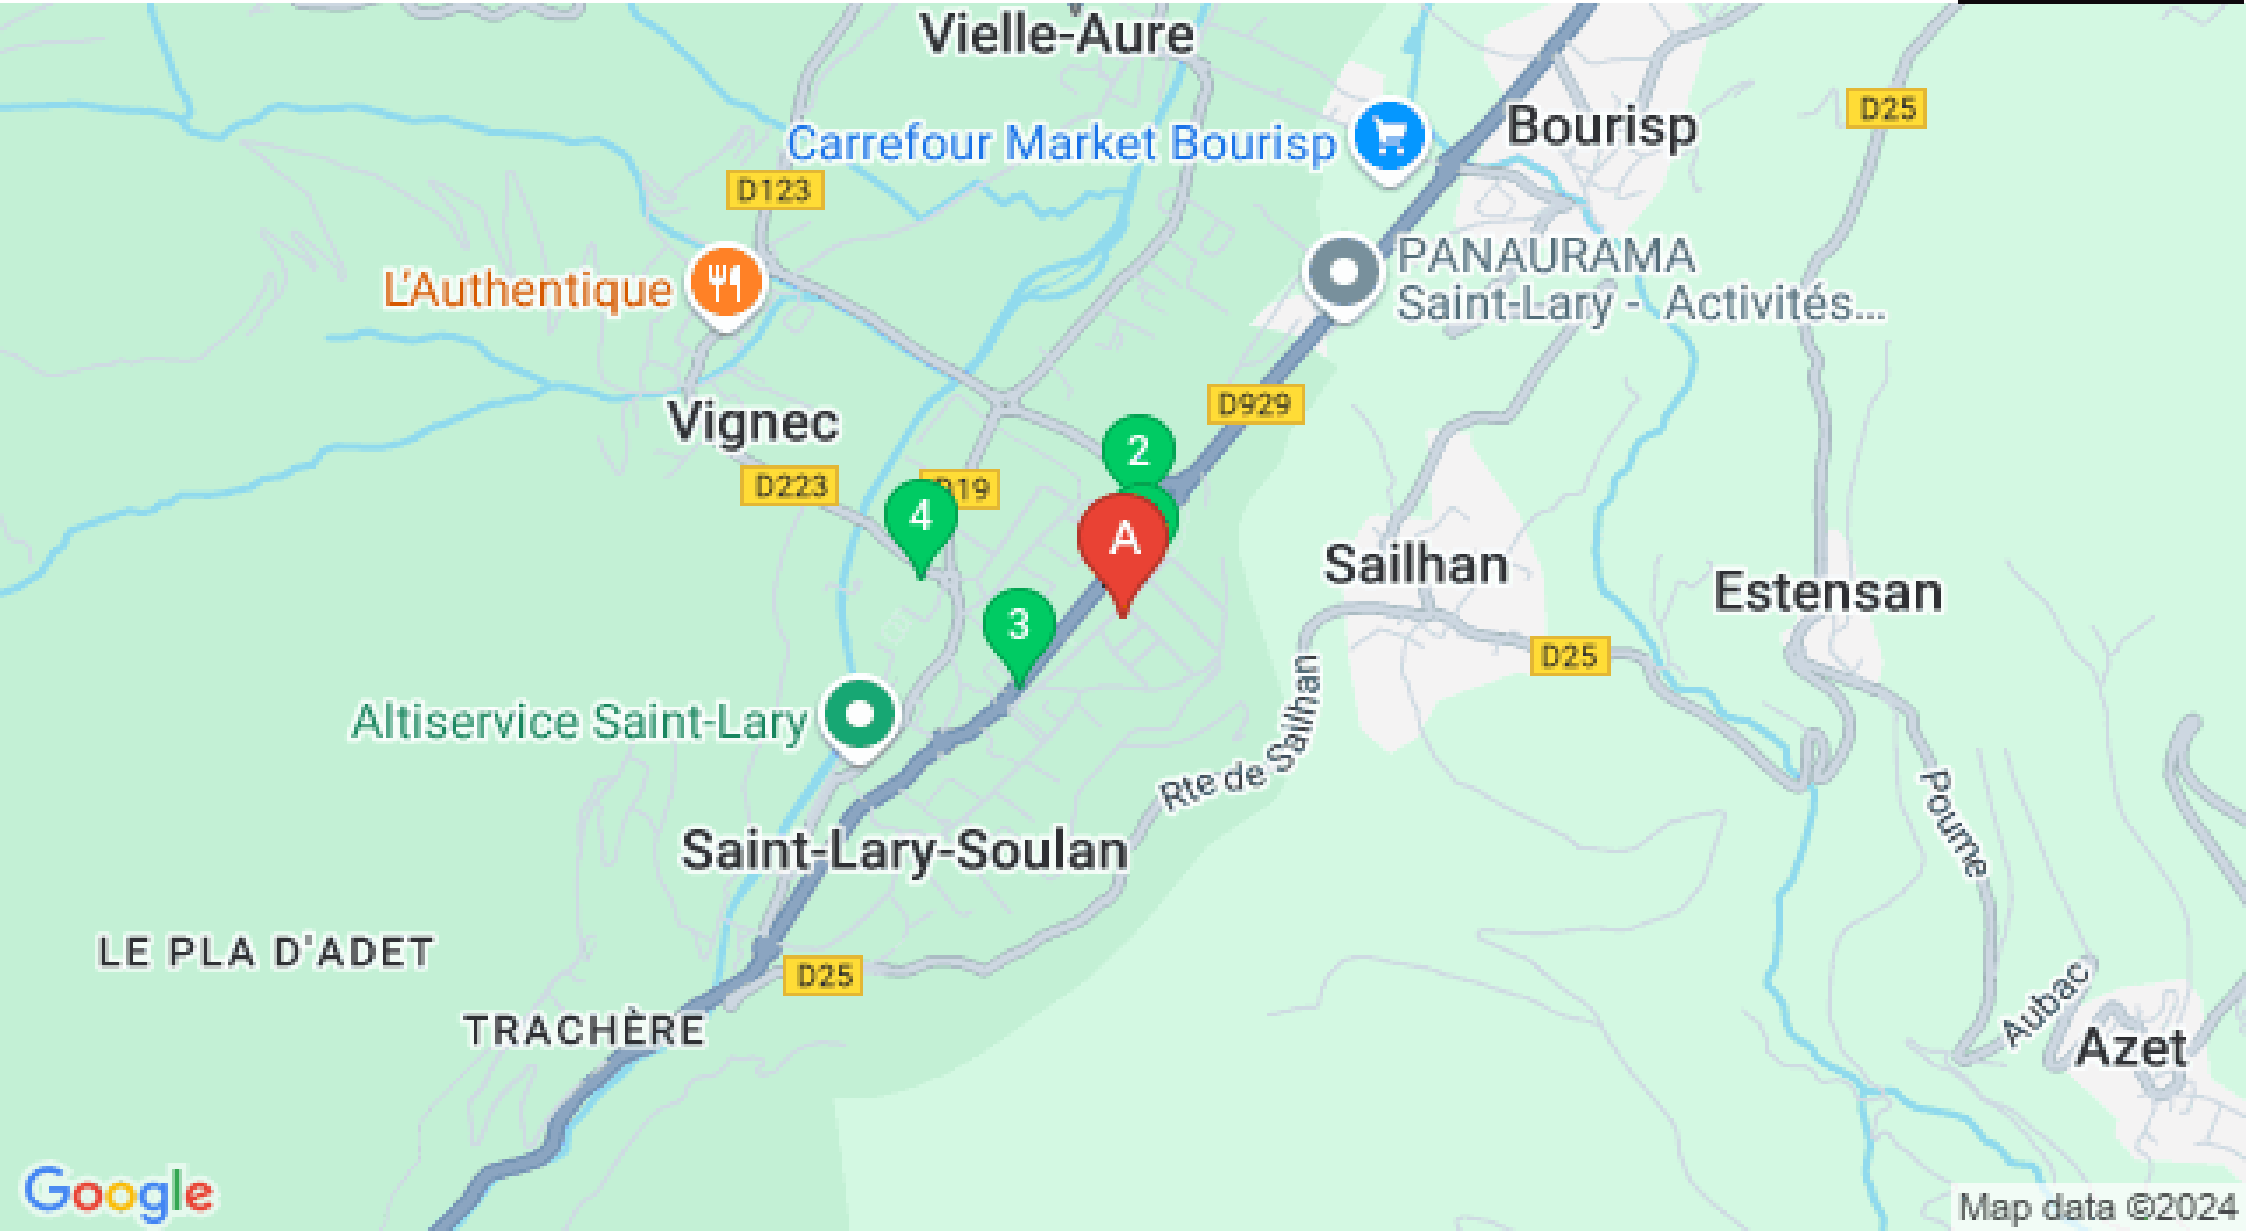 Vielle-Aure
Carrefour Market Bourisp
Bourisp
D25
D123
L'Authentique
PANAURAMA
Saint-Lary - Activités...
Vignec
D929
2
D223
4
D19
A
Sailhan
Estensan
3
D25
Altiservice Saint-Lary
Rte de Sailhan
Poume
Saint-Lary-Soulan
LE PLA D'ADET
D25
TRACHÈRE
Aubac
Azet
Google
Map data ©2024